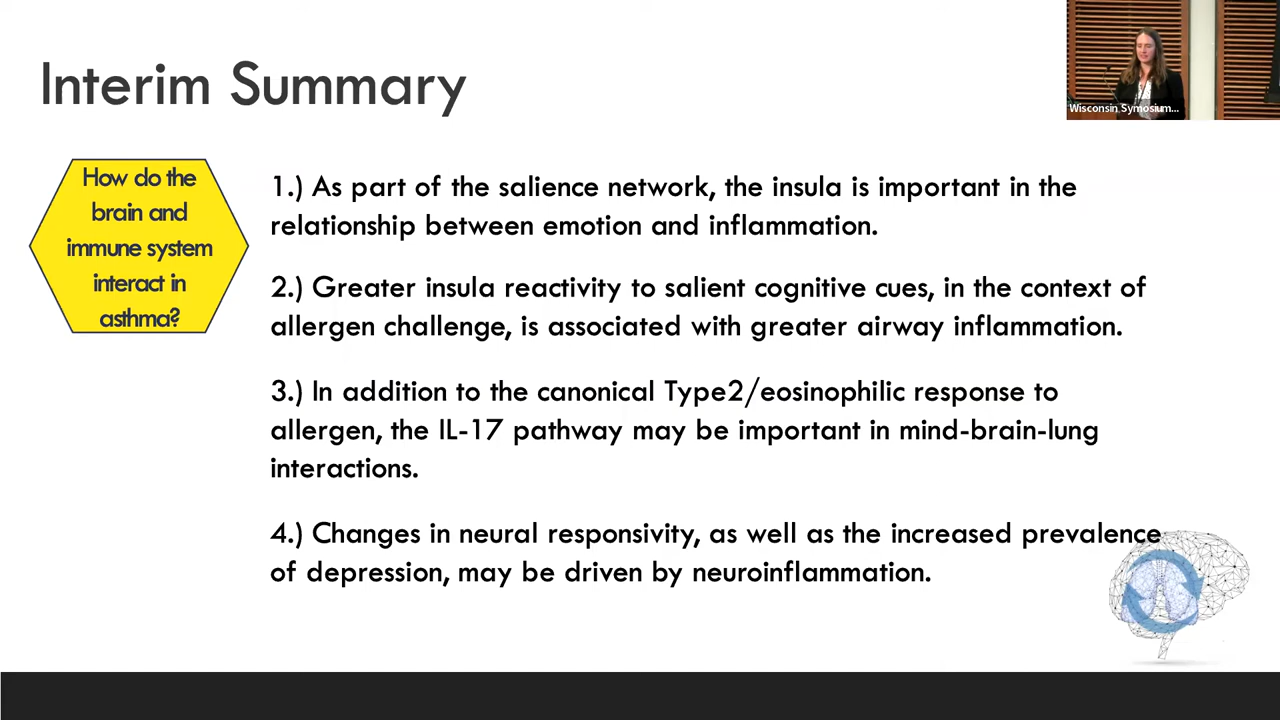 Interim Summary
Wisconsin Symosium...
How do the
brain and
immune system
interact in
asthma?
1.) As part of the salience network, the insula is important in the
relationship between emotion and inflammation.
2.) Greater insula reactivity to salient cognitive cues, in the context of
allergen challenge, is associated with greater airway inflammation.
3.) In addition to the canonical Type2/eosinophilic response to
allergen, the IL-17 pathway may be important in mind-brain-lung
interactions.
4.) Changes in neural responsivity, as well as the increased prevalence
of depression, may be driven by neuroinflammation.